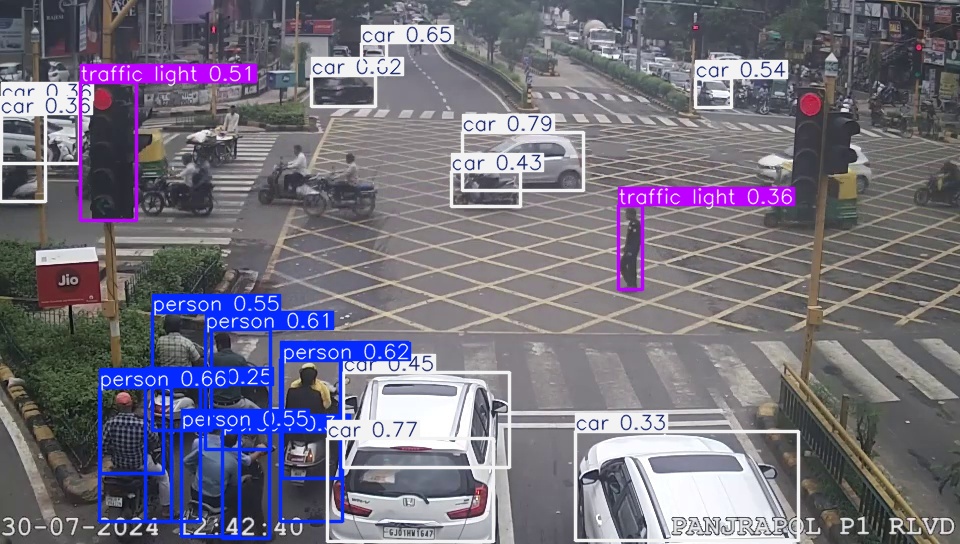 car 0.65
car 0.62
car 0.54
traffic light 0.51
car 0.36
car 0.36
car 0.79
car 0.43
traffic light 0.36
Jio
person 0.55
person 0.61
person 0.62
car 0.45
person 0.66
0.25
person 0.55
car 0.77
car 0.33
GJ01HW1647
30-07-2024 12:42:40
PANJRAPOL P1 RLVD